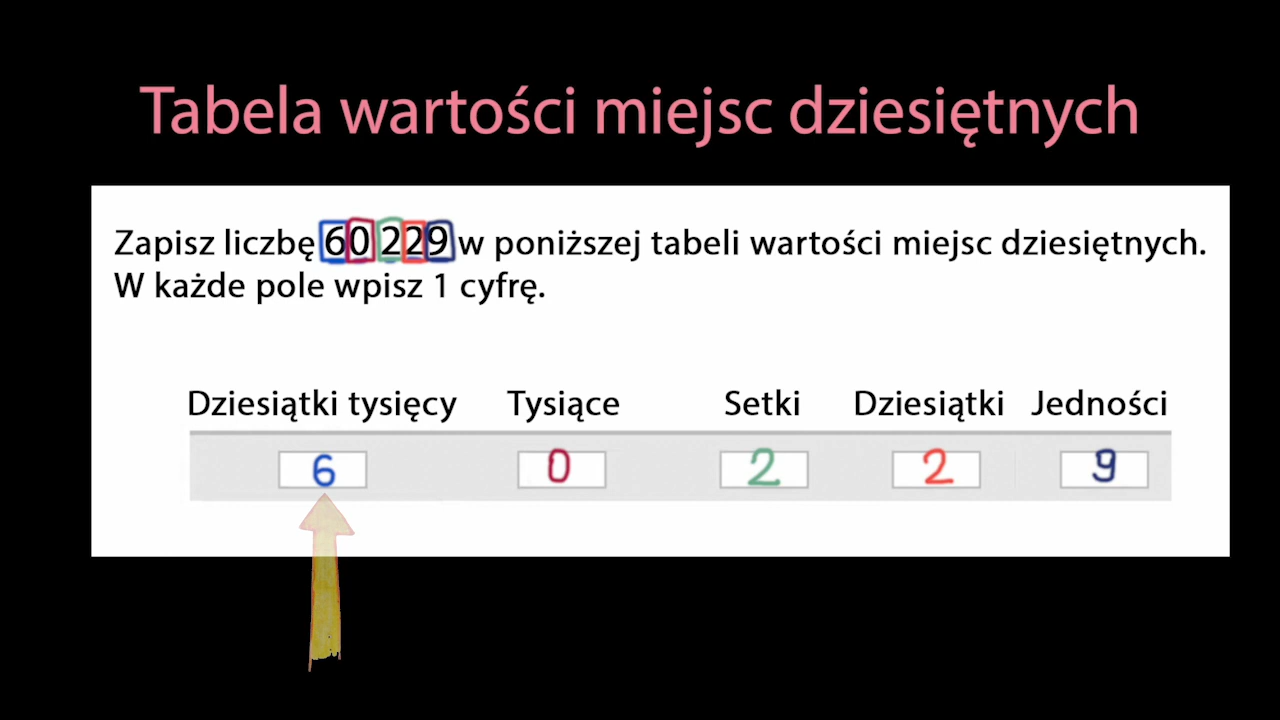 Tabela wartości miejsc dziesiętnych
Zapisz liczbę 60 229 w poniższej tabeli wartości miejsc dziesiętnych.
W każde pole wpisz 1 cyfrę.
Dziesiątki tysięcy Tysiące Setki Dziesiątki Jedności
6 0 2 2 9